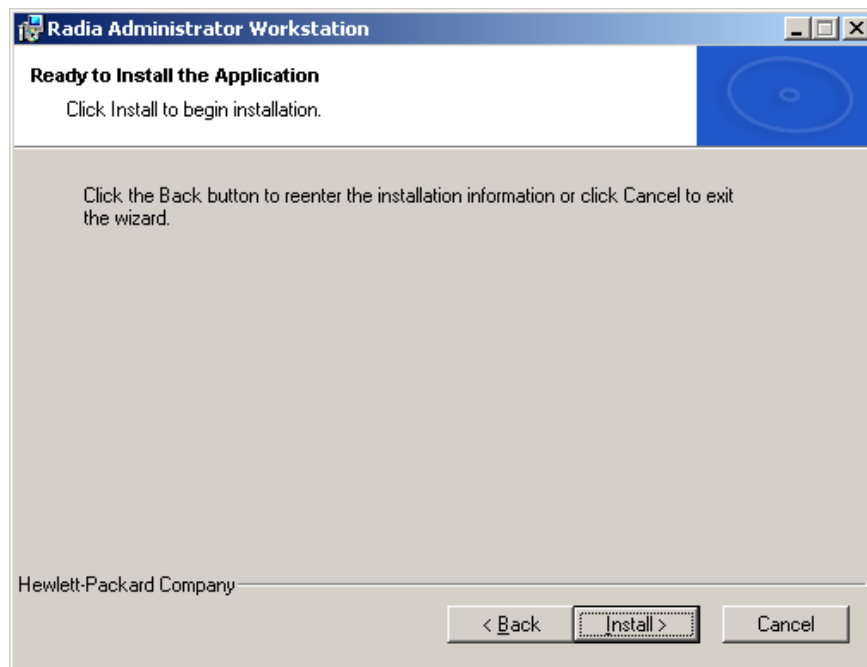 Radia Administrator Workstation
Ready to Install the Application
Click Install to begin installation.
Click the Back button to reenter the installation information or click Cancel to exit
the wizard.
Hewlett-Packard Company
< Back Install > Cancel